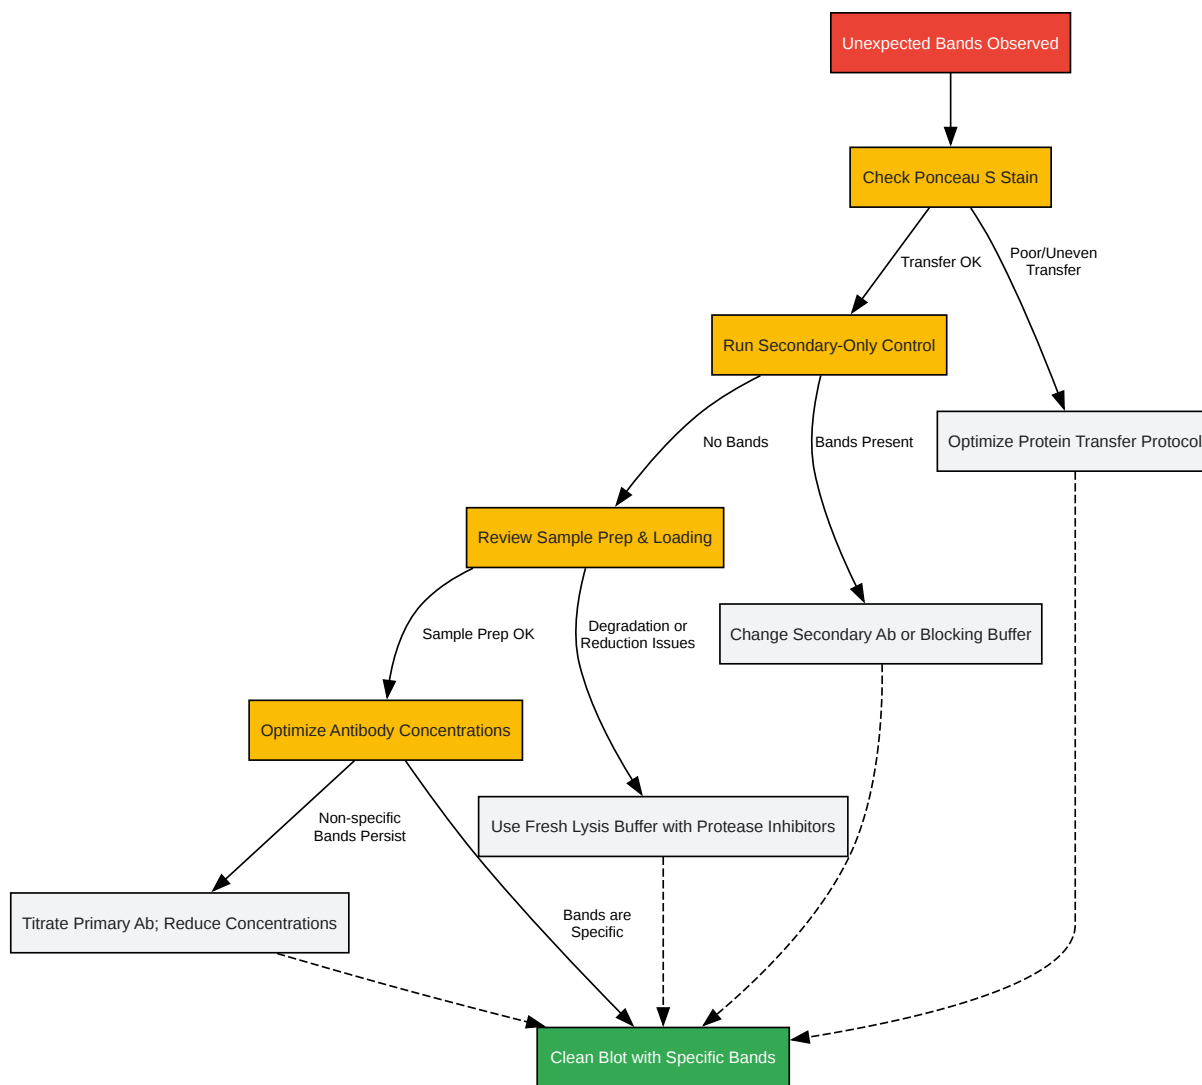 Unexpected Bands Observed
Check Ponceau S Stain
Transfer OK
Poor/Uneven
Transfer
Run Secondary-Only Control
No Bands
Bands Present
Optimize Protein Transfer Protocol
Review Sample Prep & Loading
Sample Prep OK
Degradation or
Reduction Issues
Change Secondary Ab or Blocking Buffer
Optimize Antibody Concentrations
Non-specific
Bands Persist
Use Fresh Lysis Buffer with Protease Inhibitors
Titrate Primary Ab; Reduce Concentrations
Bands are
Specific
Clean Blot with Specific Bands